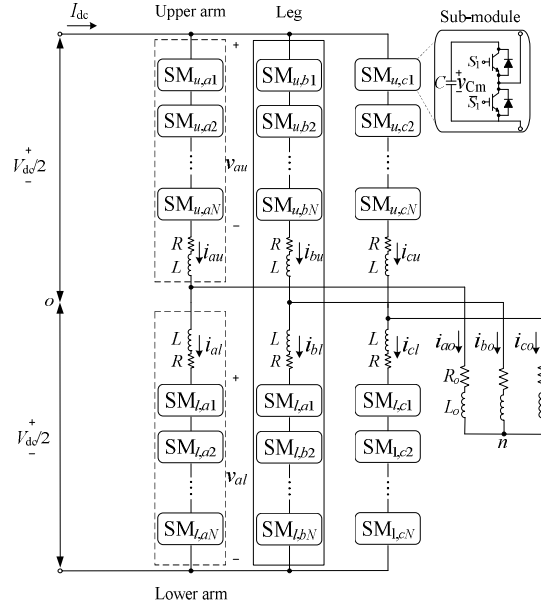 I_dc
Upper arm
Leg
Sub-module
S_1
C
+
v_Cm
−
S̅_1
+
SM_u,a1
SM_u,b1
SM_u,c1
SM_u,a2
SM_u,b2
SM_u,c2
+
V_dc/2
−
v_au
SM_u,aN
SM_u,bN
SM_u,cN
−
R
i_au
R
i_bu
R
i_cu
L
L
L
o
L
i_al
L
i_bl
L
i_cl
R
R
R
i_ao
i_bo
i_co
R_o
L_o
n
+
SM_l,a1
SM_l,a1
SM_l,c1
+
V_dc/2
−
SM_l,a2
SM_l,b2
SM_1,c2
v_al
SM_l,aN
SM_l,bN
SM_1,cN
−
Lower arm